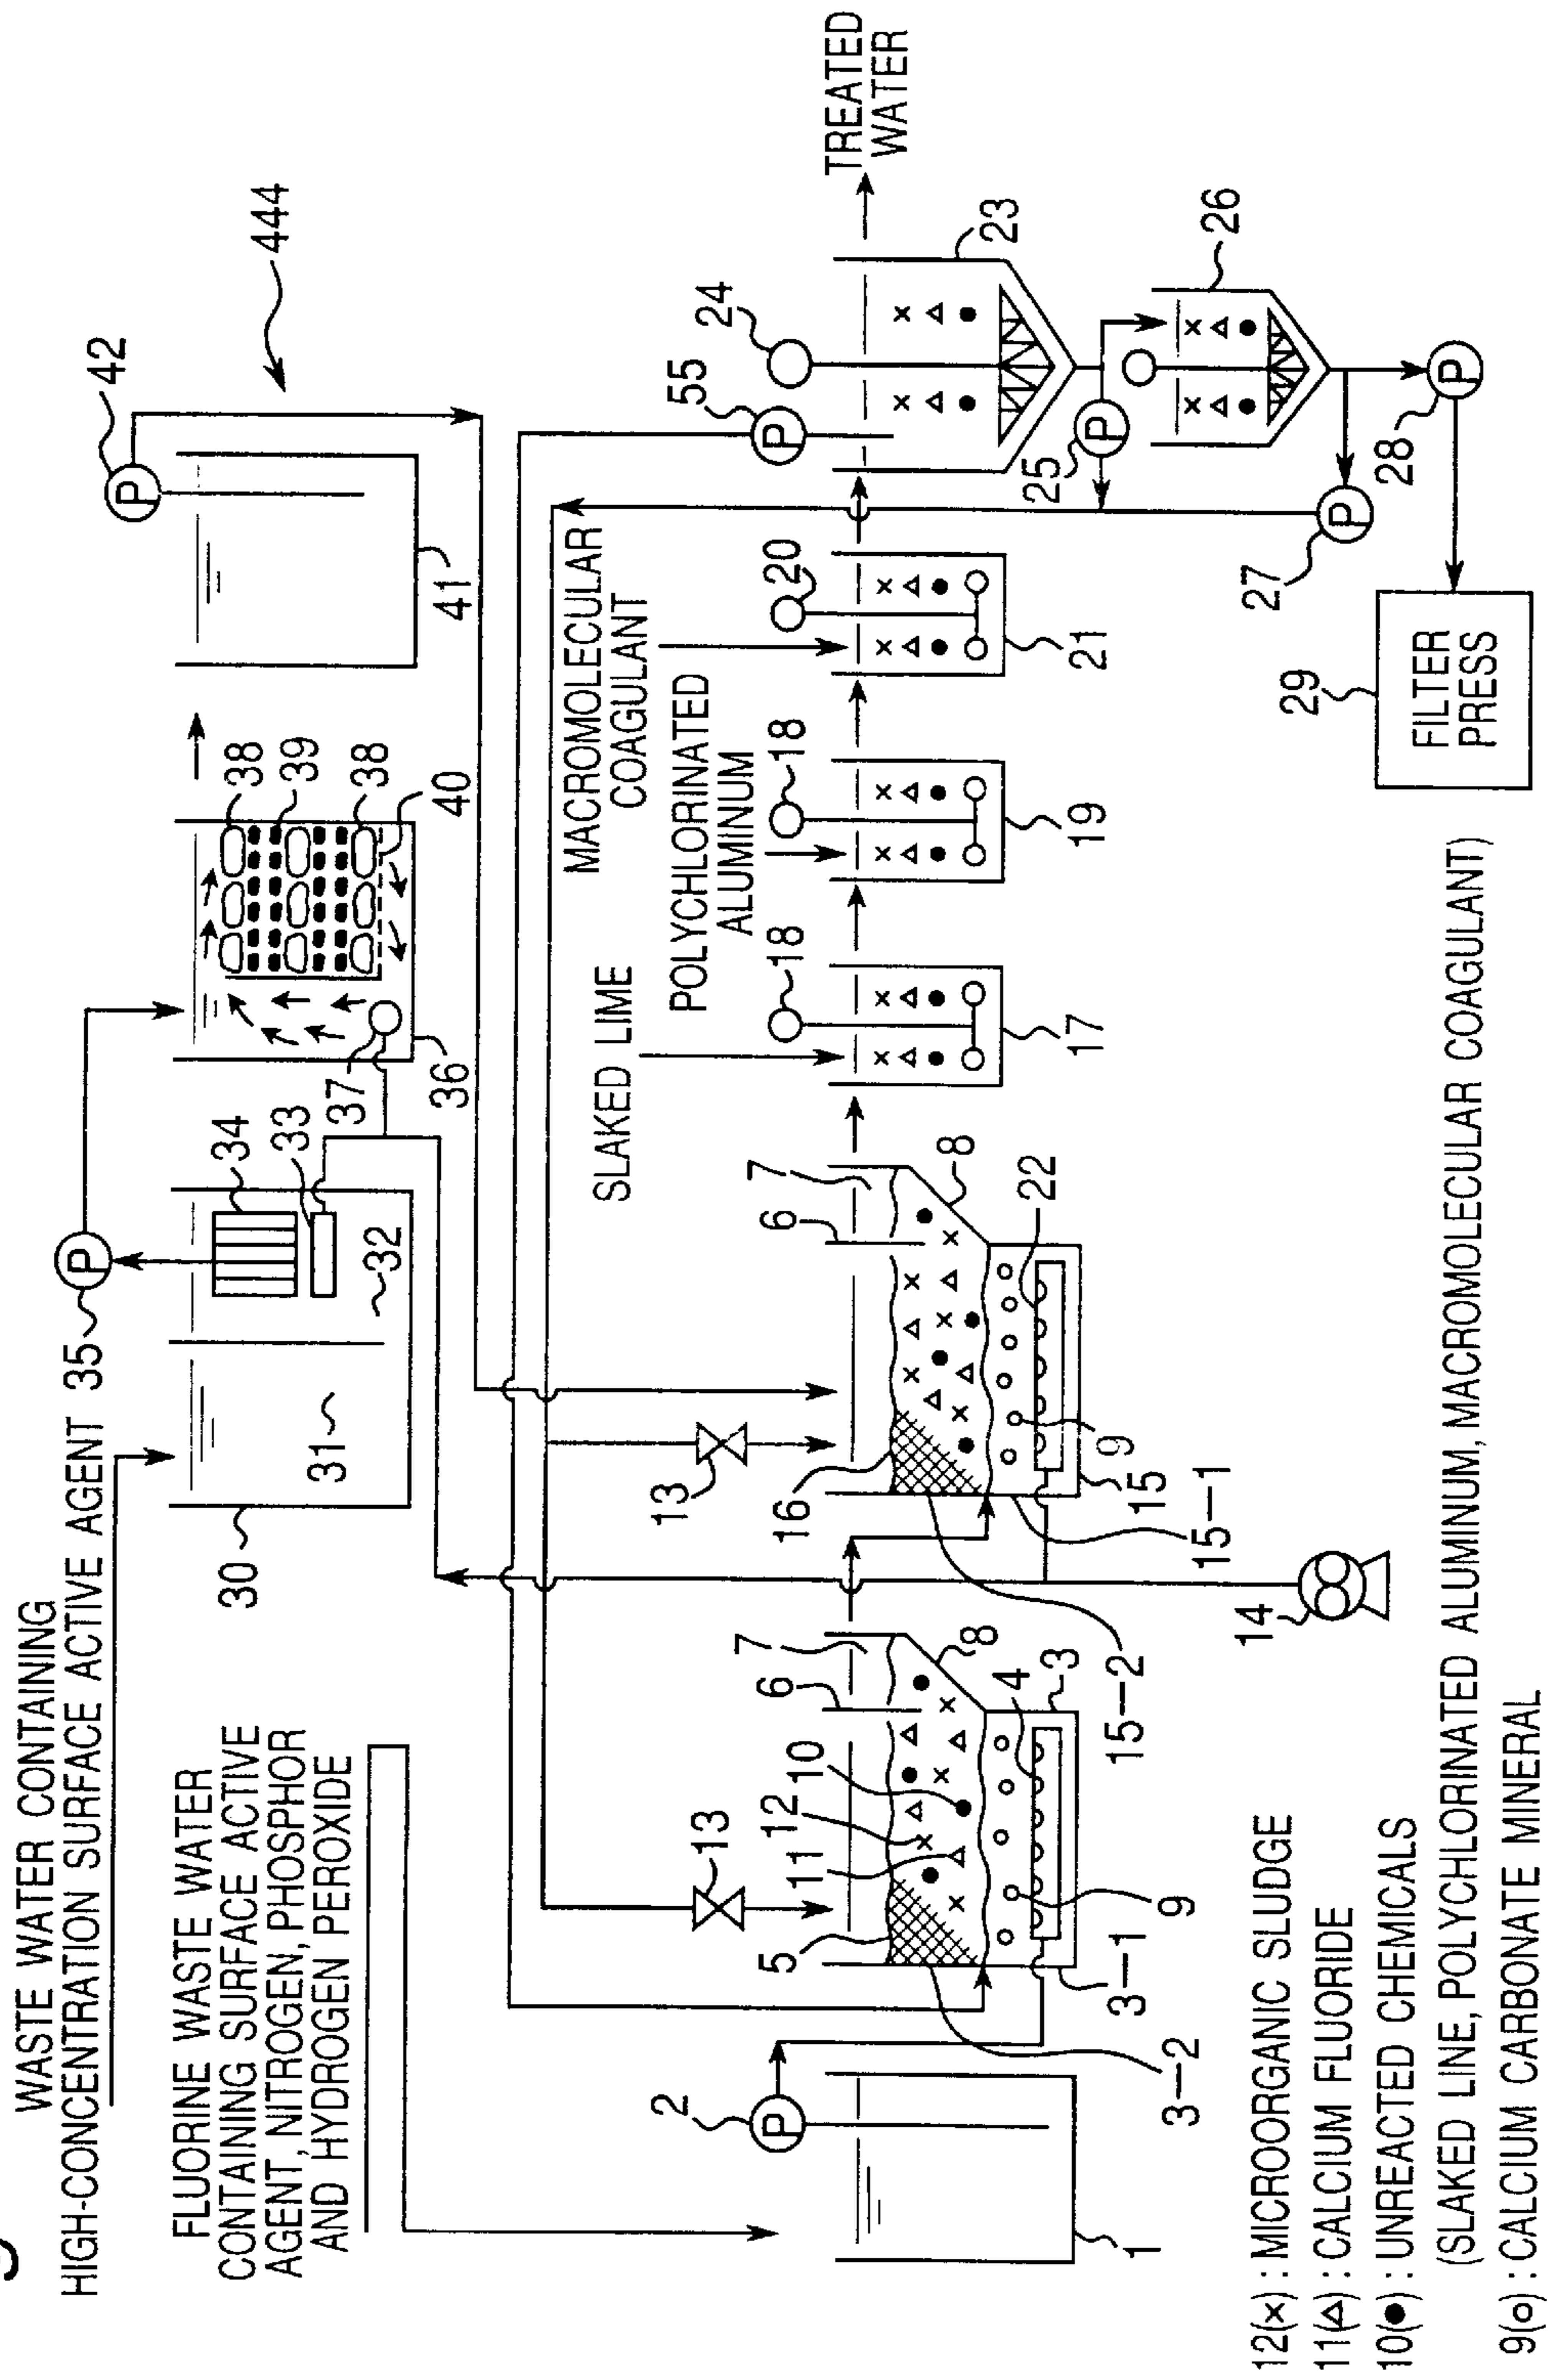 WASTE WATER CONTAINING
HIGH-CONCENTRATION SURFACE ACTIVE AGENT
35
P
42
P
444
34
33
37
36
38
39
38
40
41
30
31
32
FLUORINE WASTE WATER
CONTAINING SURFACE ACTIVE
AGENT, NITROGEN, PHOSPHOR
AND HYDROGEN PEROXIDE
SLAKED LIME
POLYCHLORINATED
ALUMINUM
MACROMOLECULAR
COAGULANT
TREATED
WATER
2
P
1
13
5
11
12
10
6
7
8
4
3
9
3-1
3-2
13
16
6
7
8
22
9
15
15-1
15-2
14
18
17
18
19
20
21
55
P
24
23
25
P
26
27
P
28
P
29
FILTER
PRESS
12(×) : MICROORGANIC SLUDGE
11(△) : CALCIUM FLUORIDE
10(●) : UNREACTED CHEMICALS
(SLAKED LINE, POLYCHLORINATED ALUMINUM, MACROMOLECULAR COAGULANT)
9(○) : CALCIUM CARBONATE MINERAL